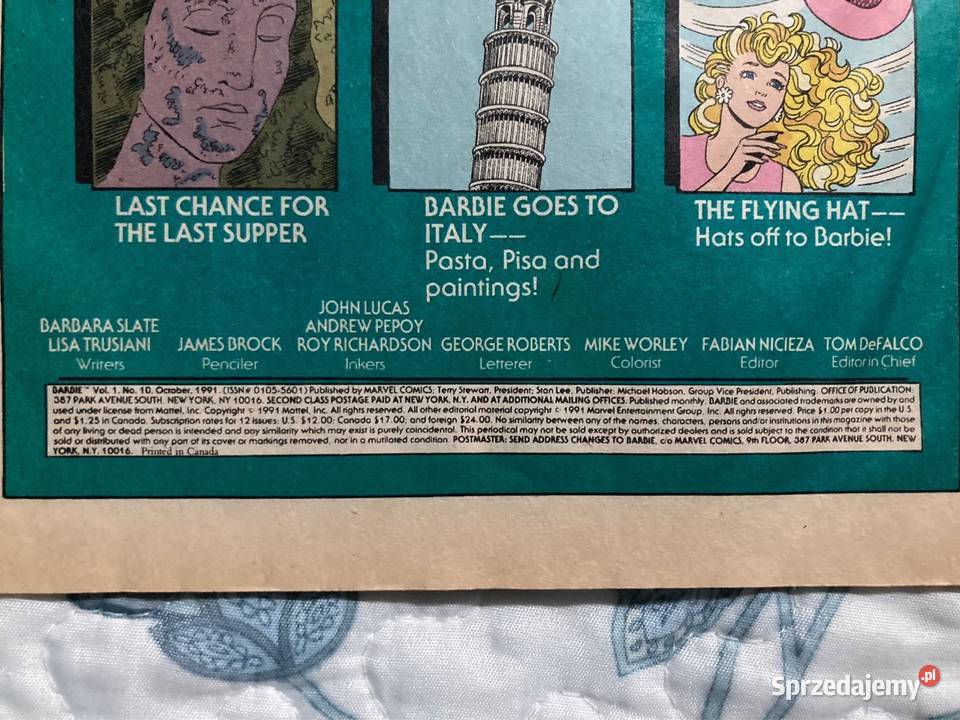 LAST CHANCE FOR
THE LAST SUPPER
BARBIE GOES TO
ITALY--
Pasta, Pisa and
paintings!
THE FLYING HAT--
Hats off to Barbie!
BARBARA SLATE
LISA TRUSIANI
Writers
JAMES BROCK
Penciler
JOHN LUCAS
ANDREW PEPOY
ROY RICHARDSON
Inkers
GEORGE ROBERTS
Letterer
MIKE WORLEY
Colorist
FABIAN NICIEZA
Editor
TOM DeFALCO
Editor in Chief
BARBIE™ Vol. 1, No. 10, October, 1991. (ISSN# 0105-5601) Published by MARVEL COMICS; Terry Stewart, President; Stan Lee, Publisher; Michael Hobson, Group Vice President, Publishing. OFFICE OF PUBLICATION:
387 PARK AVENUE SOUTH, NEW YORK, NY 10016. SECOND CLASS POSTAGE PAID AT NEW YORK, N.Y. AND AT ADDITIONAL MAILING OFFICES. Published monthly. BARBIE and associated trademarks are owned by and
used under license from Mattel, Inc. Copyright © 1991 Mattel, Inc. All rights reserved. All other editorial material copyright © 1991 Marvel Entertainment Group, Inc. All rights reserved. Price $1.00 per copy in the U.S.
and $1.25 in Canada. Subscription rates for 12 issues: U.S. $12.00; Canada $17.00; and foreign $24.00. No similarity between any of the names, characters, persons and/or institutions in this magazine with those
of any living or dead person is intended and any similarity which may exist is purely coincidental. This periodical may not be sold except by authorized dealers and is sold subject to the condition that it shall not be
sold or distributed with any part of its cover or markings removed, nor in a mutilated condition. POSTMASTER: SEND ADDRESS CHANGES TO BARBIE, c/o MARVEL COMICS, 9th FLOOR, 387 PARK AVENUE SOUTH, NEW
YORK, N.Y. 10016. Printed in Canada
Sprzedajemy.pl